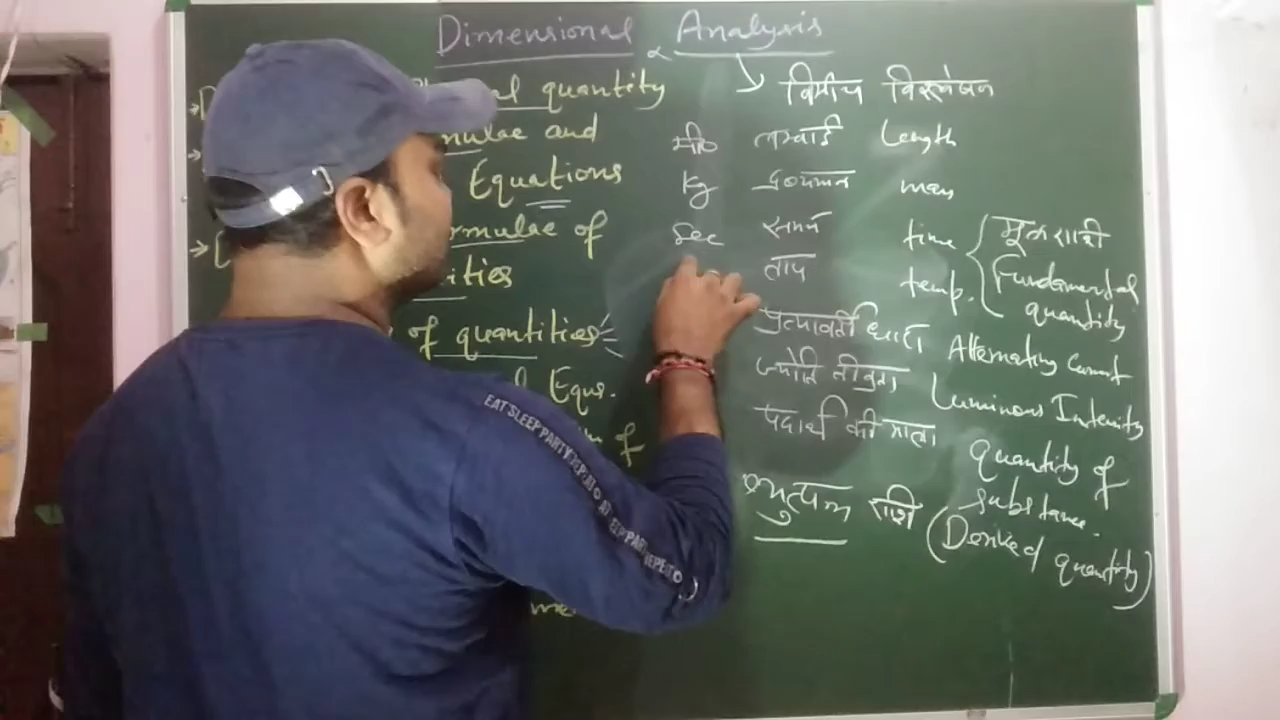 Dimensional Analysis
quantity
विमीय विश्लेषण
mulae and
Equations
rmulae of
ities
of quantities
Equs.
of
मी० लम्बाई Length
Kg द्रव्यमान mass
Sec समय time
ताप temp.
मूल राशी
Fundamental
quantity
प्रत्यावर्ती धारा Alternating Current
ज्योति तीव्रता Luminous Intensity
पदार्थ की मात्रा Quantity of
substance.
व्युत्पन्न राशि (Derived quantity)
EAT SLEEP PARTY REPEAT